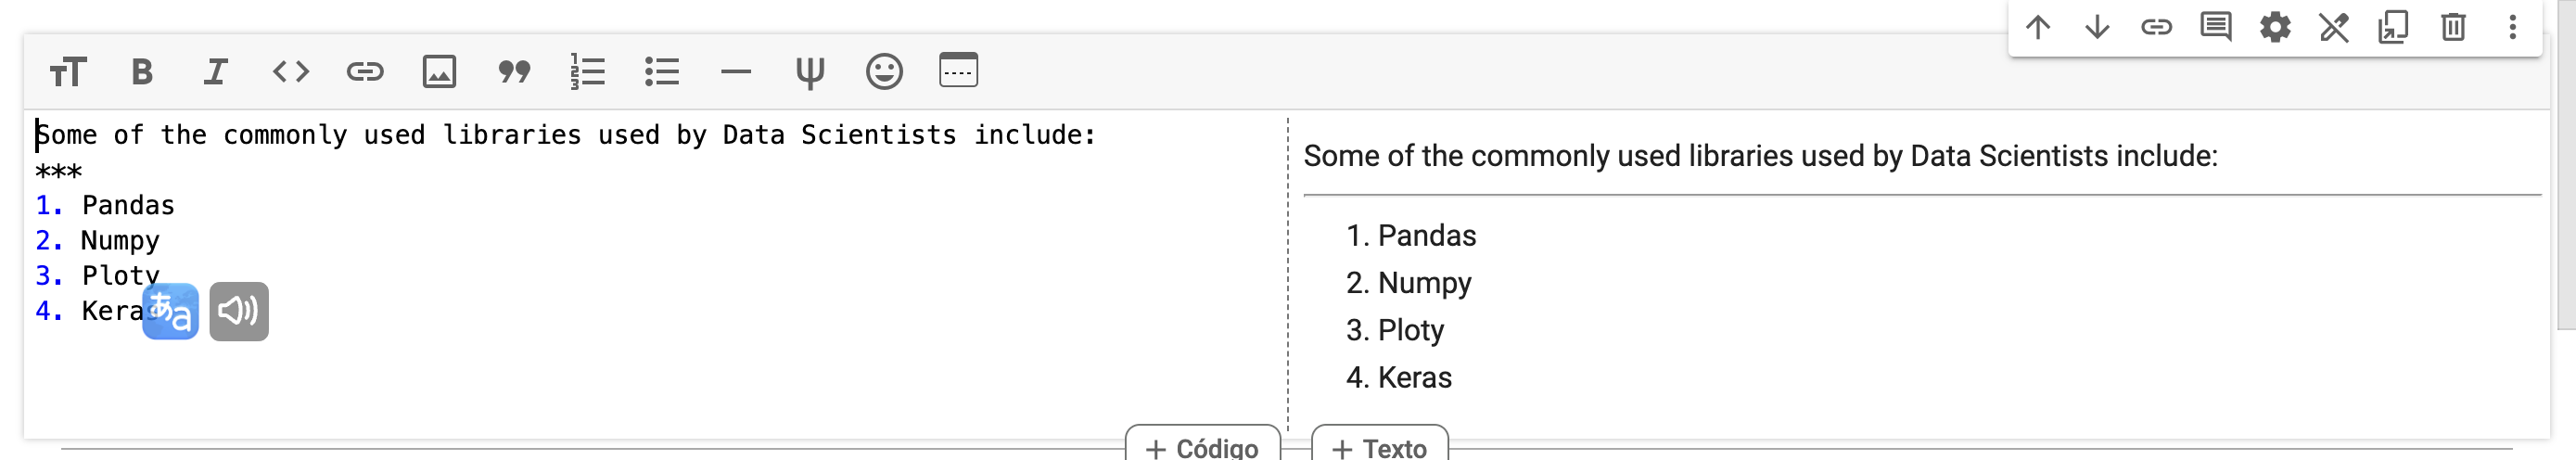 Some of the commonly used libraries used by Data Scientists include:
***
1. Pandas
2. Numpy
3. Ploty
4. Keras
Some of the commonly used libraries used by Data Scientists include:
1. Pandas
2. Numpy
3. Ploty
4. Keras
+ Código
+ Texto